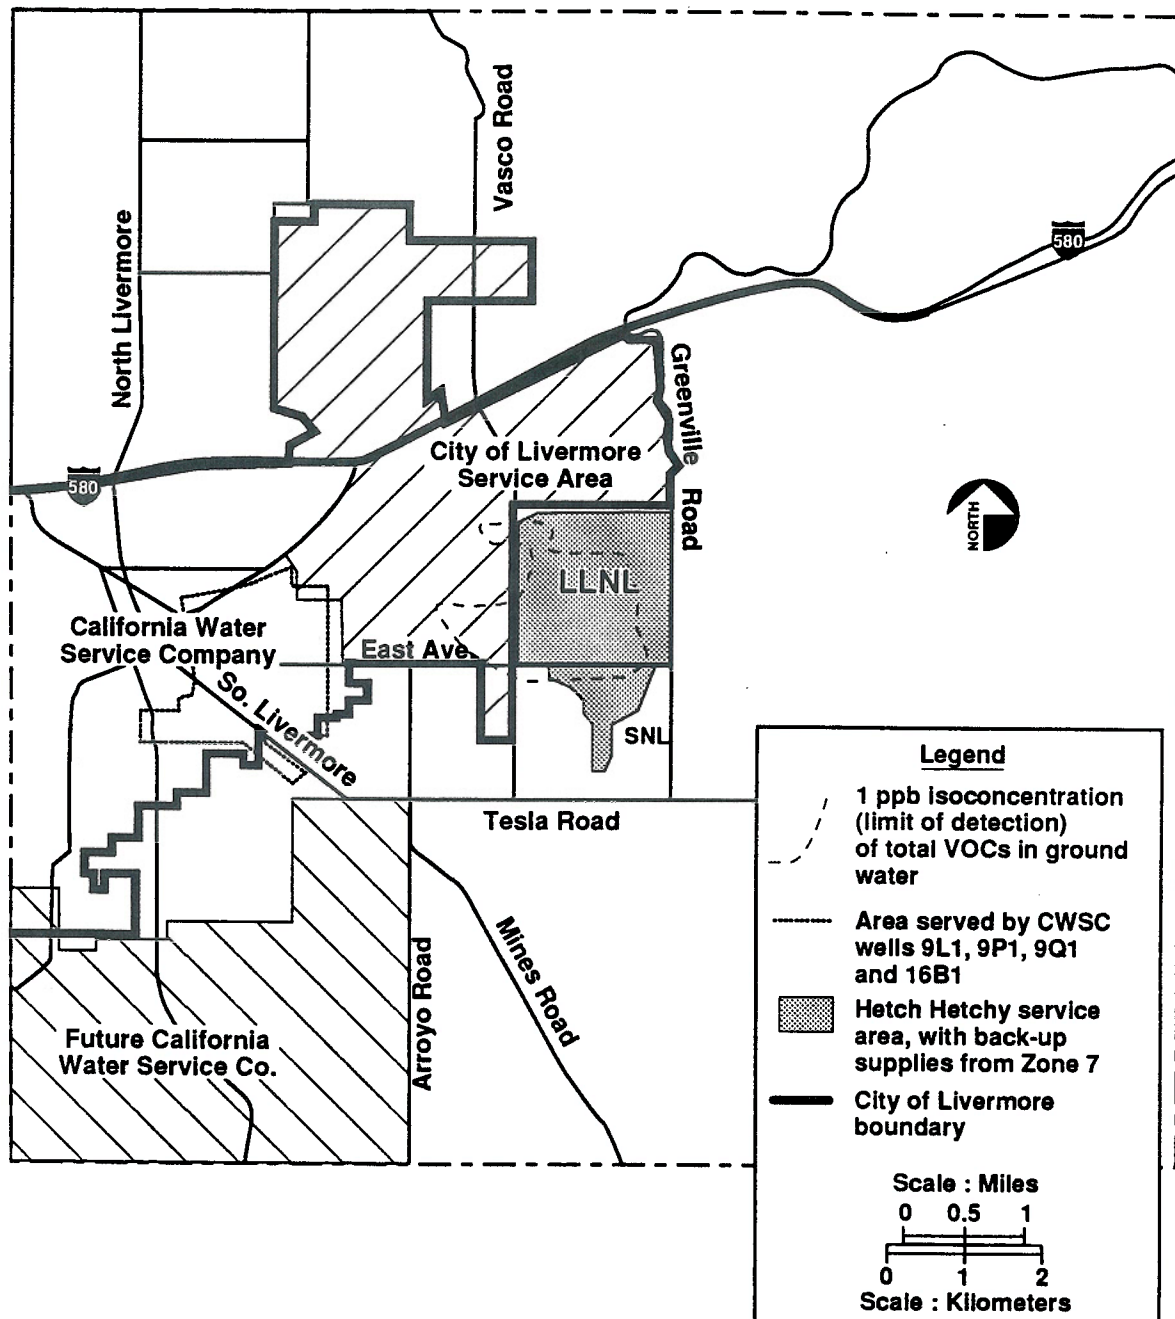 Vasco Road
North Livermore
580
Greenville Road
580
City of Livermore
Service Area
NORTH
LLNL
California Water
Service Company
East Ave.
So. Livermore
SNL
Tesla Road
Mines Road
Arroyo Road
Future California
Water Service Co.
Legend
1 ppb isoconcentration
(limit of detection)
of total VOCs in ground
water
Area served by CWSC
wells 9L1, 9P1, 9Q1
and 16B1
Hetch Hetchy service
area, with back-up
supplies from Zone 7
City of Livermore
boundary
Scale : Miles
0 0.5 1
0 1 2
Scale : Kilometers